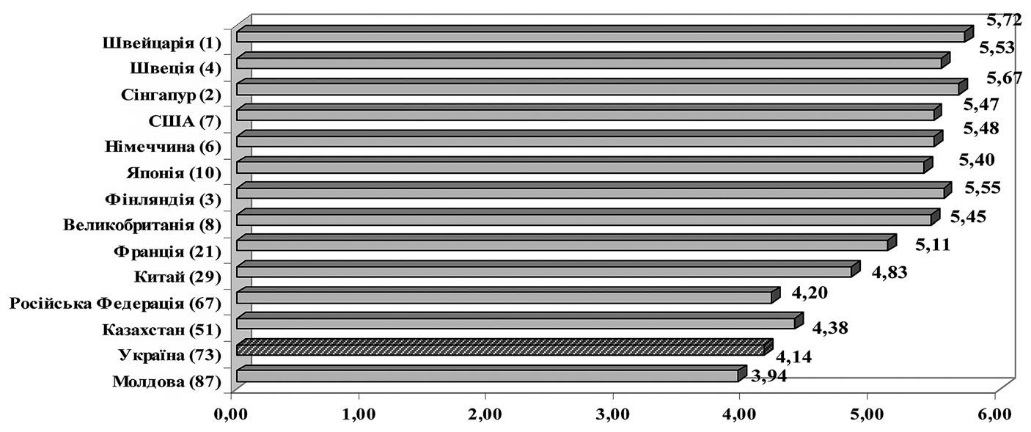 Швейцарія (1) 5,72
Швеція (4) 5,53
Сінгапур (2) 5,67
США (7) 5,47
Німеччина (6) 5,48
Японія (10) 5,40
Фінляндія (3) 5,55
Великобританія (8) 5,45
Франція (21) 5,11
Китай (29) 4,83
Російська Федерація (67) 4,20
Казахстан (51) 4,38
Україна (73) 4,14
Молдова (87) 3,94
0,00 1,00 2,00 3,00 4,00 5,00 6,00